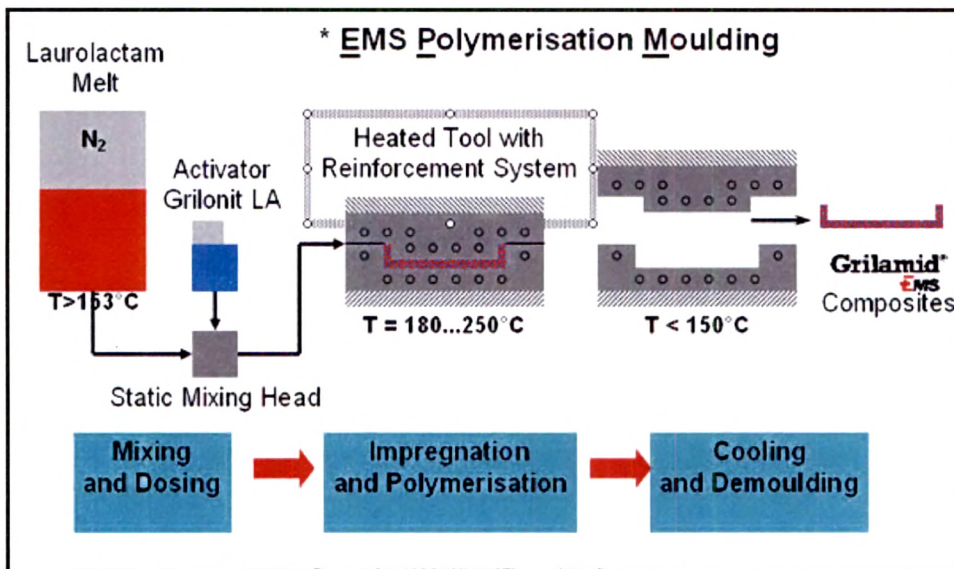 * EMS Polymerisation Moulding
Laurolactam
Melt
N₂
T>153°C
Activator
Grilonit LA
Static Mixing Head
Heated Tool with
Reinforcement System
T = 180...250°C
T < 150°C
Grilamid*
EMS
Composites
Mixing
and Dosing
Impregnation
and Polymerisation
Cooling
and Demoulding